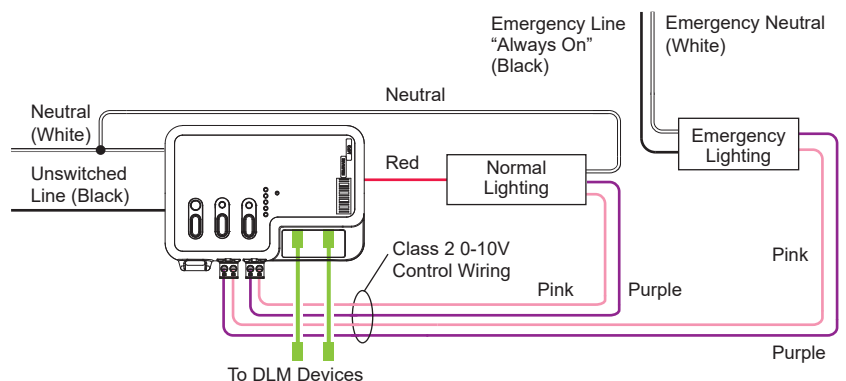 Emergency Line
“Always On”
(Black)
Emergency Neutral
(White)
Neutral
Neutral
(White)
Unswitched
Line (Black)
Red
Normal
Lighting
Emergency
Lighting
Class 2 0-10V
Control Wiring
Pink
Pink
Purple
Purple
To DLM Devices